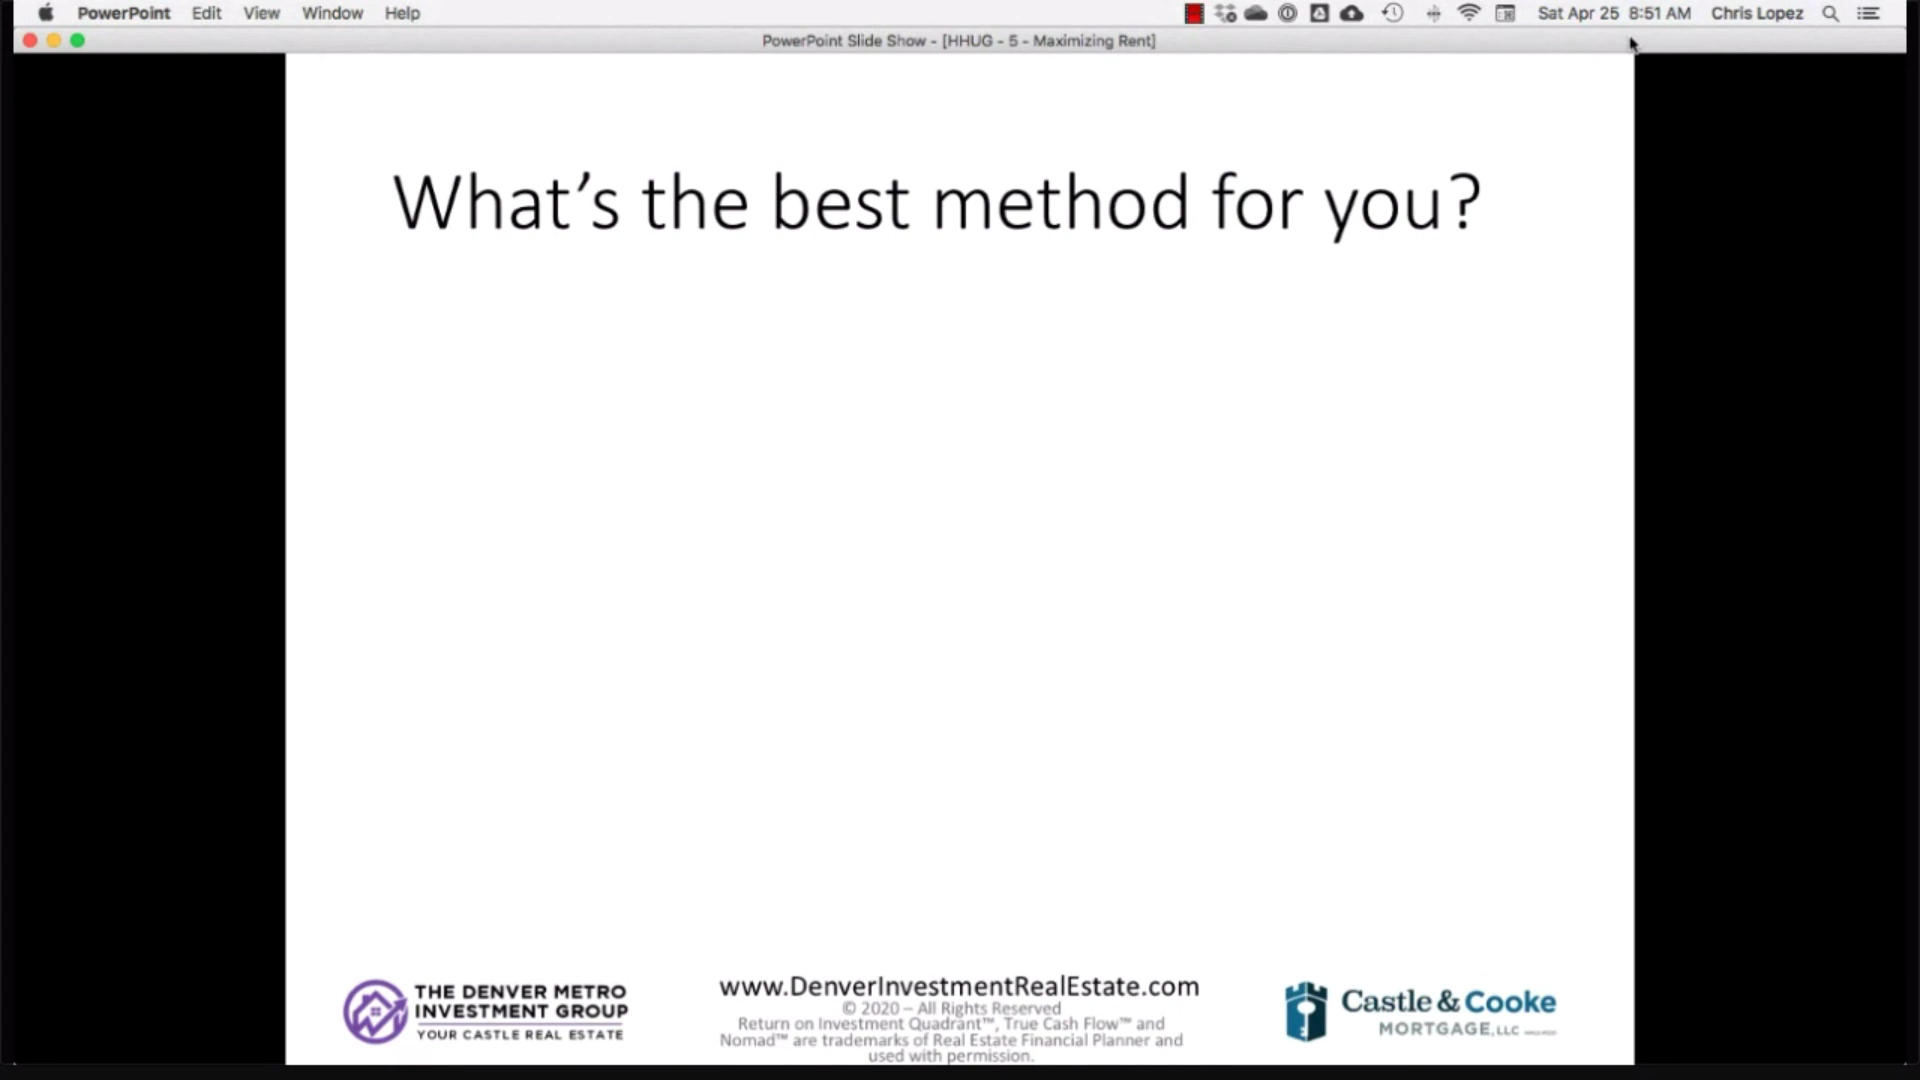 PowerPoint Edit View Window Help Sat Apr 25 8:51 AM Chris Lopez
PowerPoint Slide Show - [HHUG - 5 - Maximizing Rent]
What's the best method for you?
THE DENVER METRO
INVESTMENT GROUP
YOUR CASTLE REAL ESTATE
www.DenverInvestmentRealEstate.com
© 2020 – All Rights Reserved
Return on Investment Quadrant™, True Cash Flow™ and
Nomad™ are trademarks of Real Estate Financial Planner and
used with permission.
Castle & Cooke
MORTGAGE, LLC